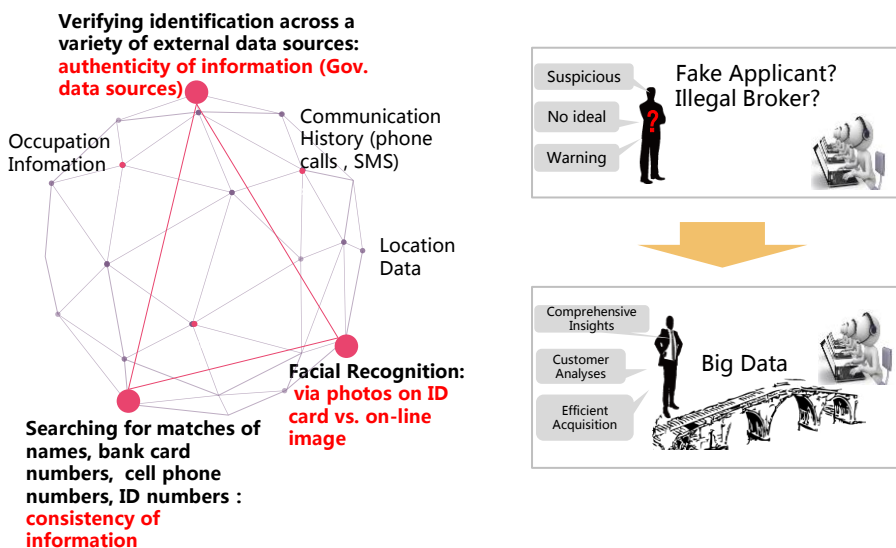 Verifying identification across a
variety of external data sources:
authenticity of information (Gov.
data sources)
Communication
History (phone
calls , SMS)
Occupation
Infomation
Location
Data
Facial Recognition:
via photos on ID
card vs. on-line
image
Searching for matches of
names, bank card
numbers, cell phone
numbers, ID numbers :
consistency of
information
Suspicious
No ideal
Warning
?
Fake Applicant?
Illegal Broker?
Comprehensive
Insights
Customer
Analyses
Efficient
Acquisition
Big Data